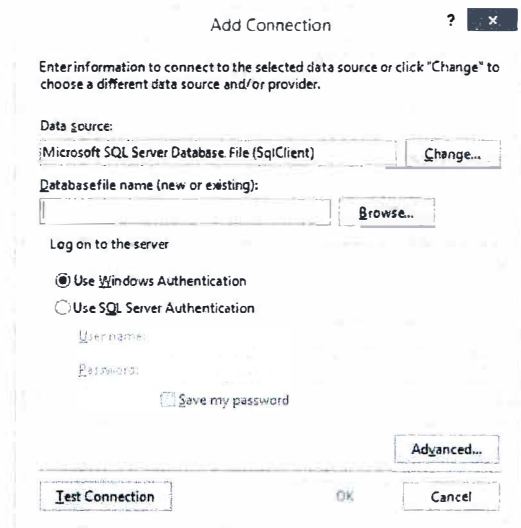 Add Connection ? x
Enter information to connect to the selected data source or click "Change" to
choose a different data source and/or provider.
Data source:
Microsoft SQL Server Database File (SqlClient) Change...
Database file name (new or existing):
Browse...
Log on to the server
Use Windows Authentication
Use SQL Server Authentication
User name:
Password:
Save my password
Advanced...
Test Connection OK Cancel